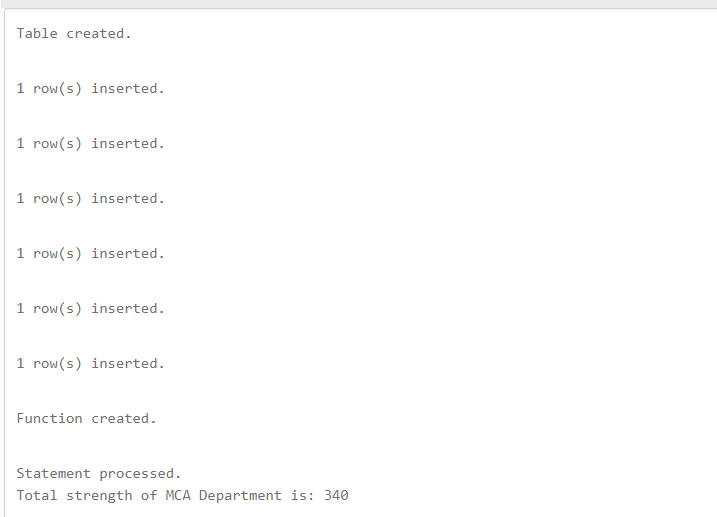 Table created.
1 row(s) inserted.
1 row(s) inserted.
1 row(s) inserted.
1 row(s) inserted.
1 row(s) inserted.
1 row(s) inserted.
Function created.
Statement processed.
Total strength of MCA Department is: 340